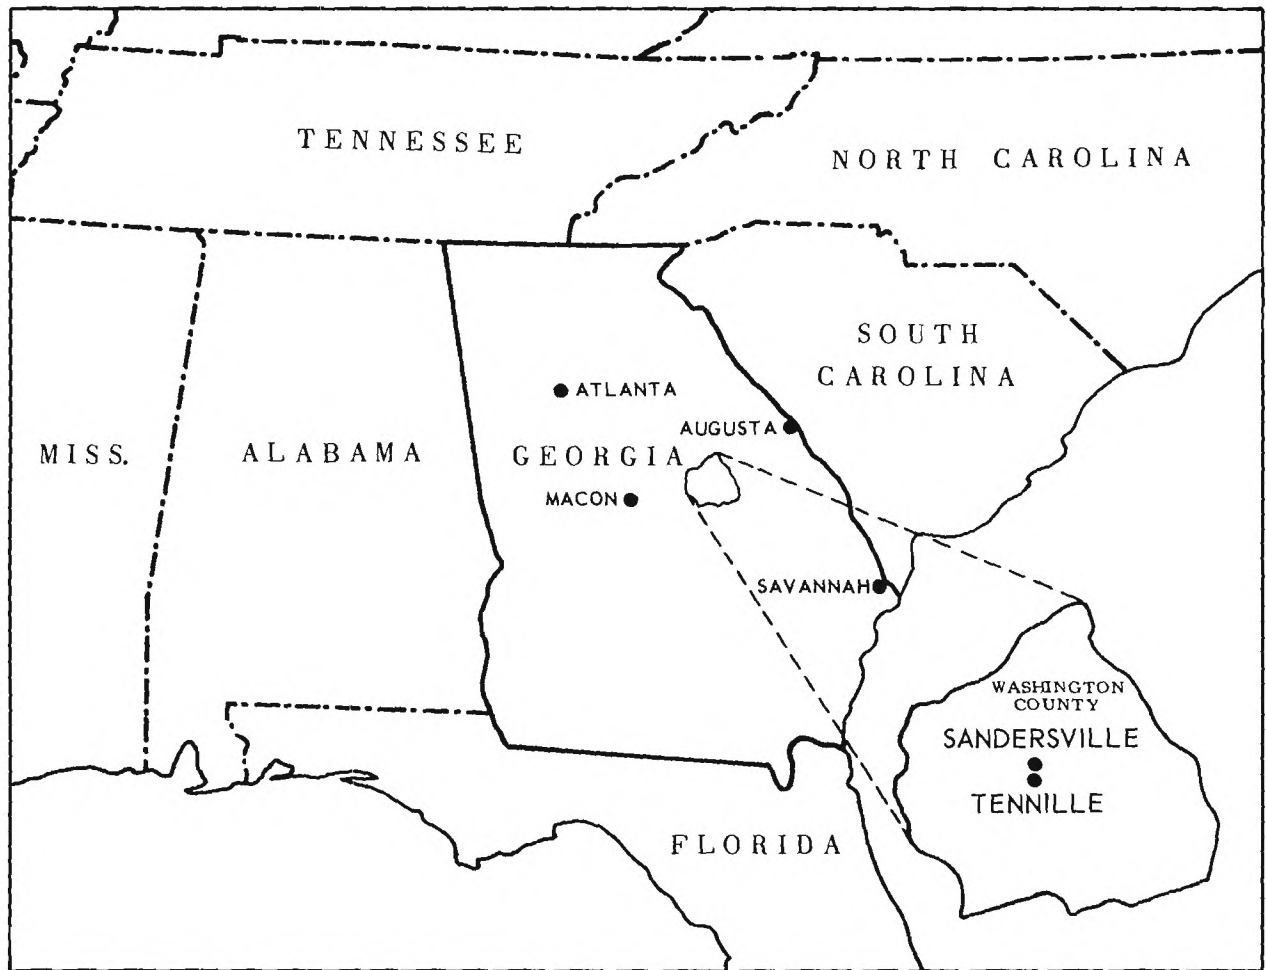 TENNESSEE
NORTH CAROLINA
SOUTH
CAROLINA
ATLANTA
AUGUSTA
MISS.
ALABAMA
GEORGIA
MACON
SAVANNAH
WASHINGTON
COUNTY
SANDERSVILLE
TENNILLE
FLORIDA